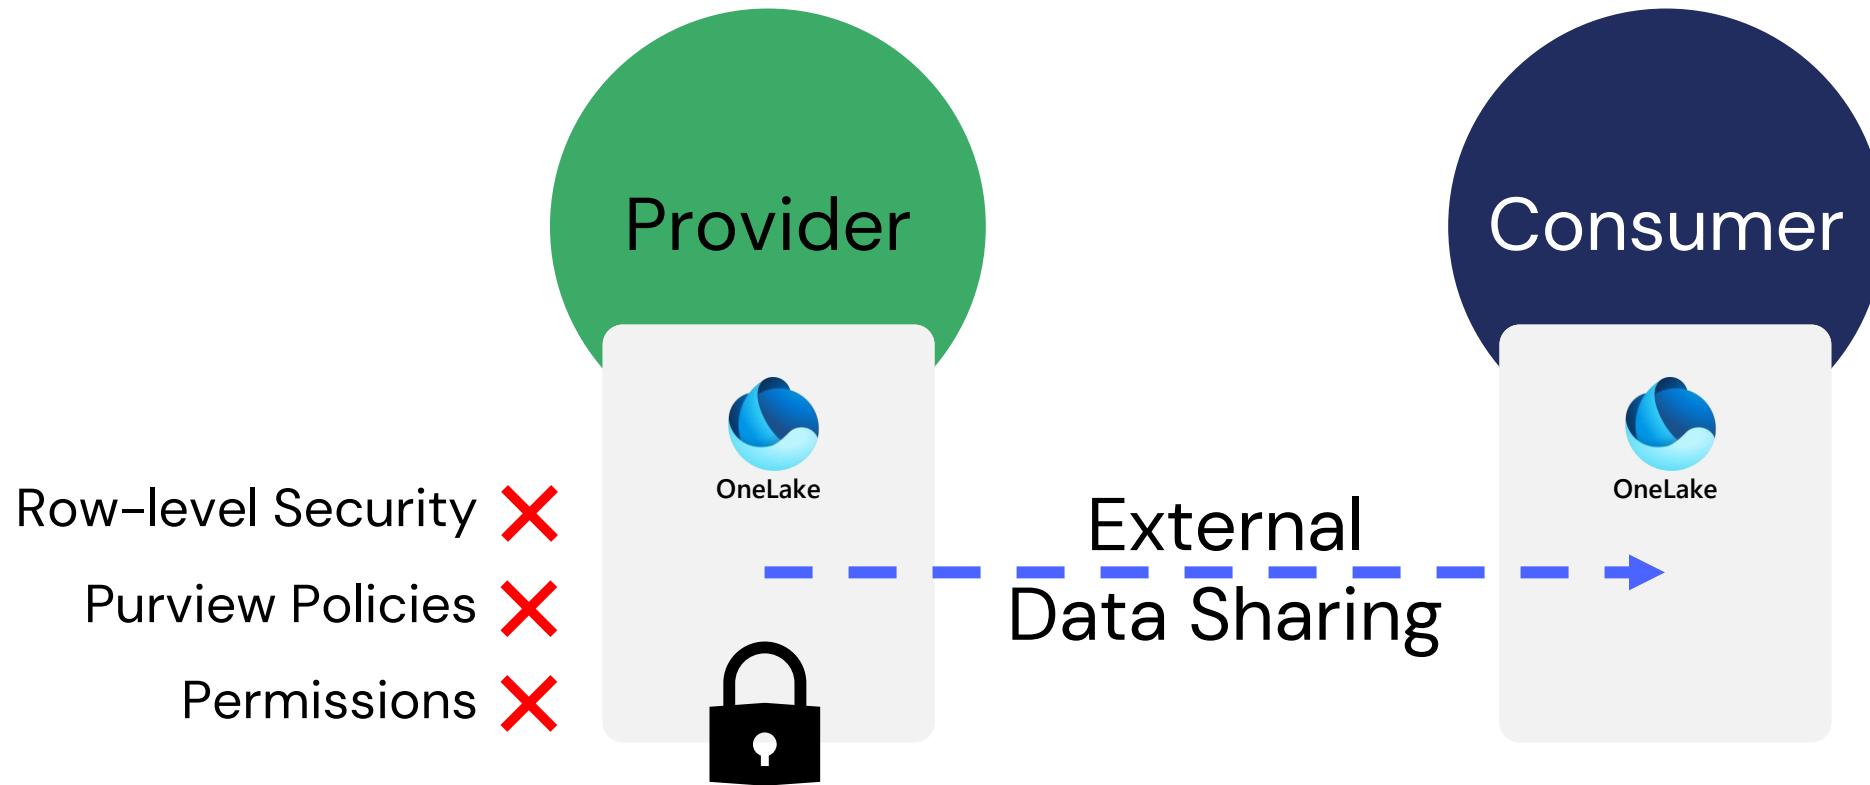 Provider
Consumer
OneLake
OneLake
Row-level Security
Purview Policies
Permissions
External
Data Sharing